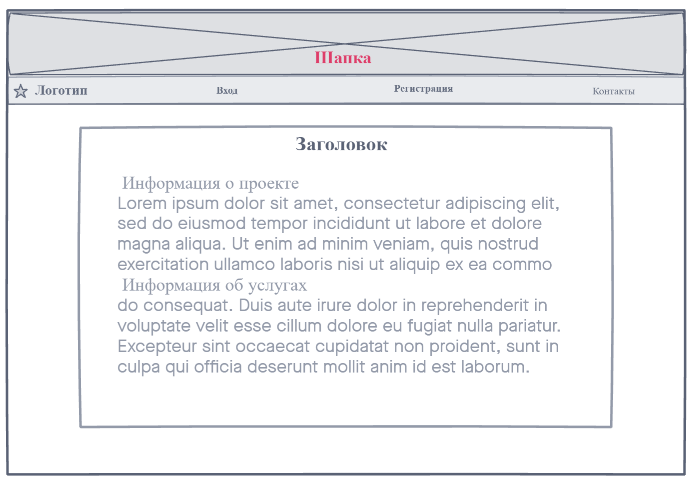 Шапка
Логотип Вход Регистрация Контакты
Заголовок
Информация о проекте
Lorem ipsum dolor sit amet, consectetur adipiscing elit,
sed do eiusmod tempor incididunt ut labore et dolore
magna aliqua. Ut enim ad minim veniam, quis nostrud
exercitation ullamco laboris nisi ut aliquip ex ea commo
Информация об услугах
do consequat. Duis aute irure dolor in reprehenderit in
voluptate velit esse cillum dolore eu fugiat nulla pariatur.
Excepteur sint occaecat cupidatat non proident, sunt in
culpa qui officia deserunt mollit anim id est laborum.